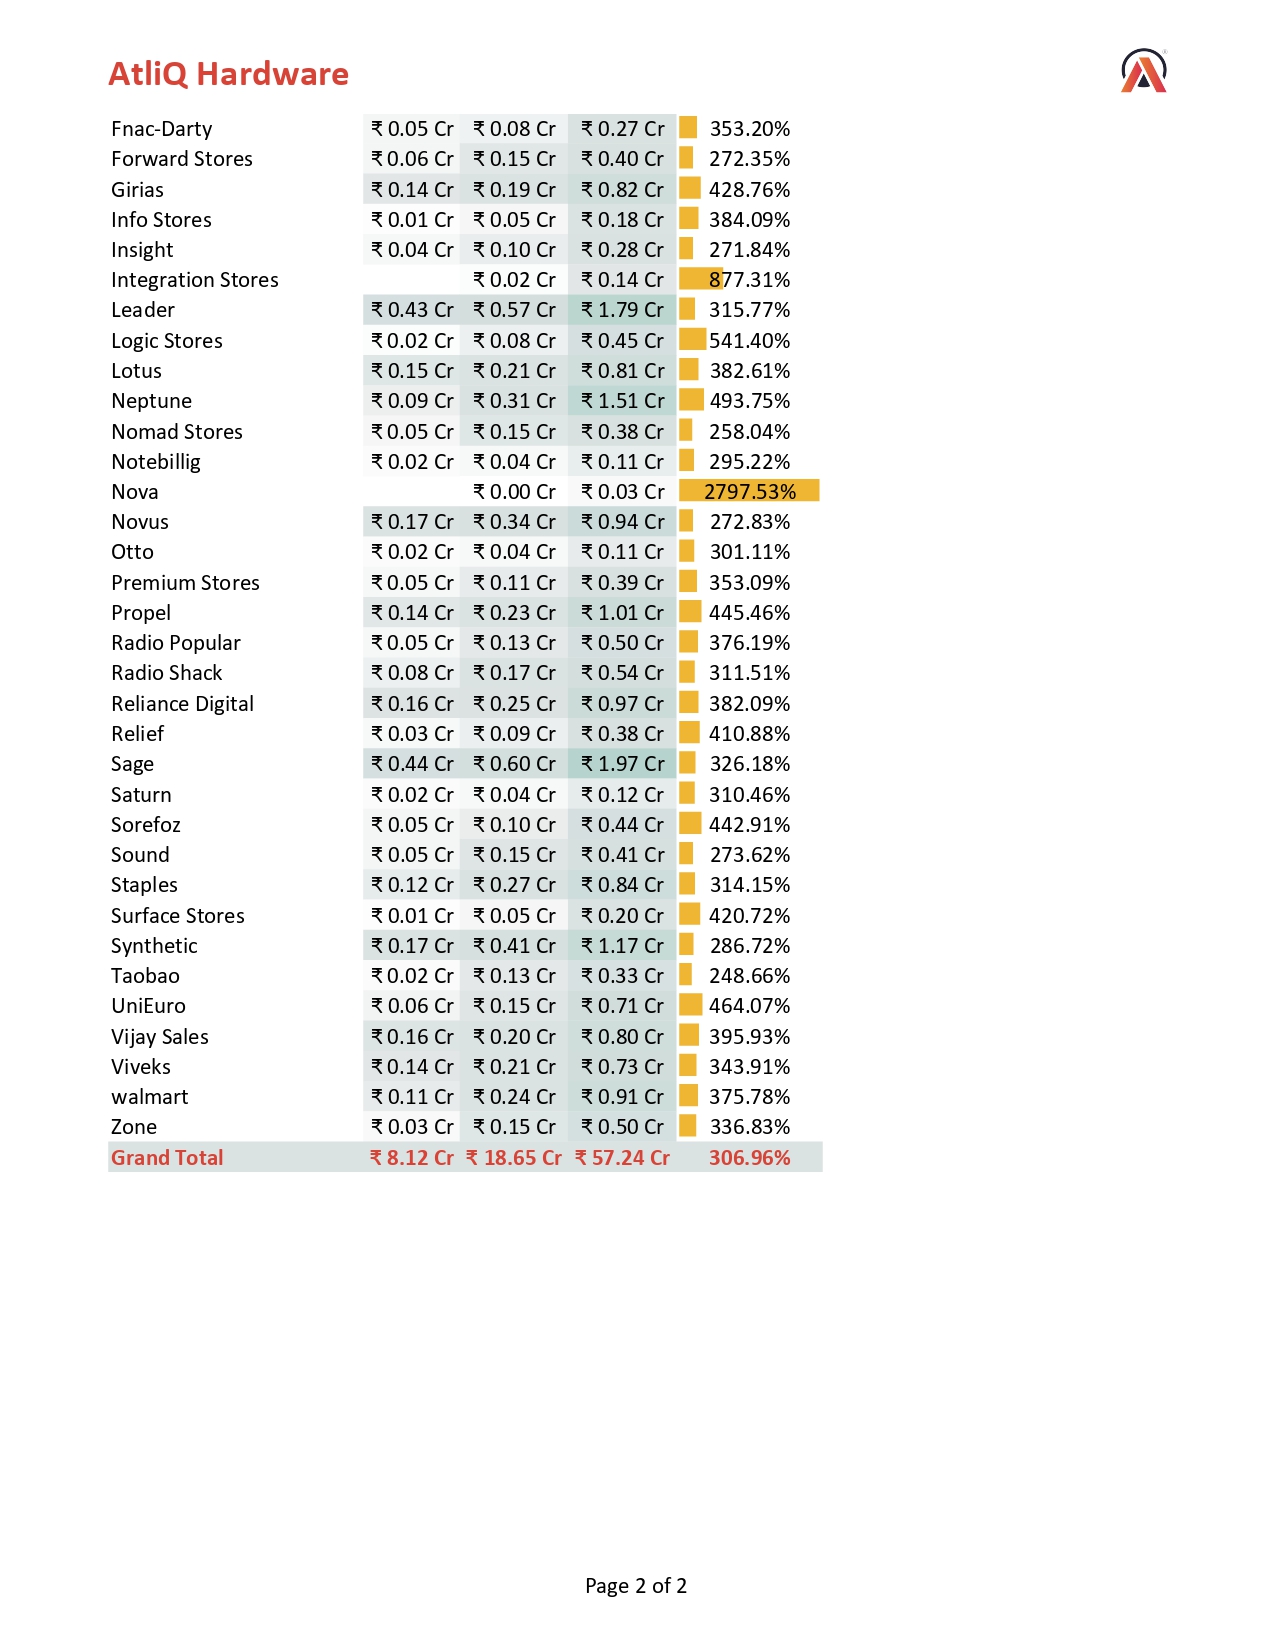 AtliQ Hardware
Fnac-Darty ₹ 0.05 Cr ₹ 0.08 Cr ₹ 0.27 Cr 353.20%
Forward Stores ₹ 0.06 Cr ₹ 0.15 Cr ₹ 0.40 Cr 272.35%
Girias ₹ 0.14 Cr ₹ 0.19 Cr ₹ 0.82 Cr 428.76%
Info Stores ₹ 0.01 Cr ₹ 0.05 Cr ₹ 0.18 Cr 384.09%
Insight ₹ 0.04 Cr ₹ 0.10 Cr ₹ 0.28 Cr 271.84%
Integration Stores ₹ 0.02 Cr ₹ 0.14 Cr 877.31%
Leader ₹ 0.43 Cr ₹ 0.57 Cr ₹ 1.79 Cr 315.77%
Logic Stores ₹ 0.02 Cr ₹ 0.08 Cr ₹ 0.45 Cr 541.40%
Lotus ₹ 0.15 Cr ₹ 0.21 Cr ₹ 0.81 Cr 382.61%
Neptune ₹ 0.09 Cr ₹ 0.31 Cr ₹ 1.51 Cr 493.75%
Nomad Stores ₹ 0.05 Cr ₹ 0.15 Cr ₹ 0.38 Cr 258.04%
Notebillig ₹ 0.02 Cr ₹ 0.04 Cr ₹ 0.11 Cr 295.22%
Nova ₹ 0.00 Cr ₹ 0.03 Cr 2797.53%
Novus ₹ 0.17 Cr ₹ 0.34 Cr ₹ 0.94 Cr 272.83%
Otto ₹ 0.02 Cr ₹ 0.04 Cr ₹ 0.11 Cr 301.11%
Premium Stores ₹ 0.05 Cr ₹ 0.11 Cr ₹ 0.39 Cr 353.09%
Propel ₹ 0.14 Cr ₹ 0.23 Cr ₹ 1.01 Cr 445.46%
Radio Popular ₹ 0.05 Cr ₹ 0.13 Cr ₹ 0.50 Cr 376.19%
Radio Shack ₹ 0.08 Cr ₹ 0.17 Cr ₹ 0.54 Cr 311.51%
Reliance Digital ₹ 0.16 Cr ₹ 0.25 Cr ₹ 0.97 Cr 382.09%
Relief ₹ 0.03 Cr ₹ 0.09 Cr ₹ 0.38 Cr 410.88%
Sage ₹ 0.44 Cr ₹ 0.60 Cr ₹ 1.97 Cr 326.18%
Saturn ₹ 0.02 Cr ₹ 0.04 Cr ₹ 0.12 Cr 310.46%
Sorefoz ₹ 0.05 Cr ₹ 0.10 Cr ₹ 0.44 Cr 442.91%
Sound ₹ 0.05 Cr ₹ 0.15 Cr ₹ 0.41 Cr 273.62%
Staples ₹ 0.12 Cr ₹ 0.27 Cr ₹ 0.84 Cr 314.15%
Surface Stores ₹ 0.01 Cr ₹ 0.05 Cr ₹ 0.20 Cr 420.72%
Synthetic ₹ 0.17 Cr ₹ 0.41 Cr ₹ 1.17 Cr 286.72%
Taobao ₹ 0.02 Cr ₹ 0.13 Cr ₹ 0.33 Cr 248.66%
UniEuro ₹ 0.06 Cr ₹ 0.15 Cr ₹ 0.71 Cr 464.07%
Vijay Sales ₹ 0.16 Cr ₹ 0.20 Cr ₹ 0.80 Cr 395.93%
Viveks ₹ 0.14 Cr ₹ 0.21 Cr ₹ 0.73 Cr 343.91%
walmart ₹ 0.11 Cr ₹ 0.24 Cr ₹ 0.91 Cr 375.78%
Zone ₹ 0.03 Cr ₹ 0.15 Cr ₹ 0.50 Cr 336.83%
Grand Total ₹ 8.12 Cr ₹ 18.65 Cr ₹ 57.24 Cr 306.96%
Page 2 of 2